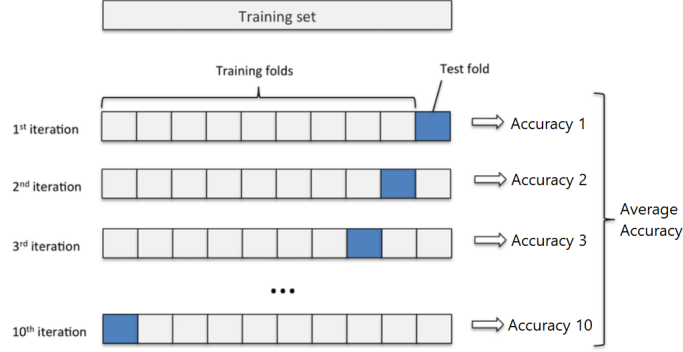 Training set
Training folds
Test fold
1st iteration
Accuracy 1
2nd iteration
Accuracy 2
3rd iteration
Accuracy 3
Average
Accuracy
...
10th iteration
Accuracy 10